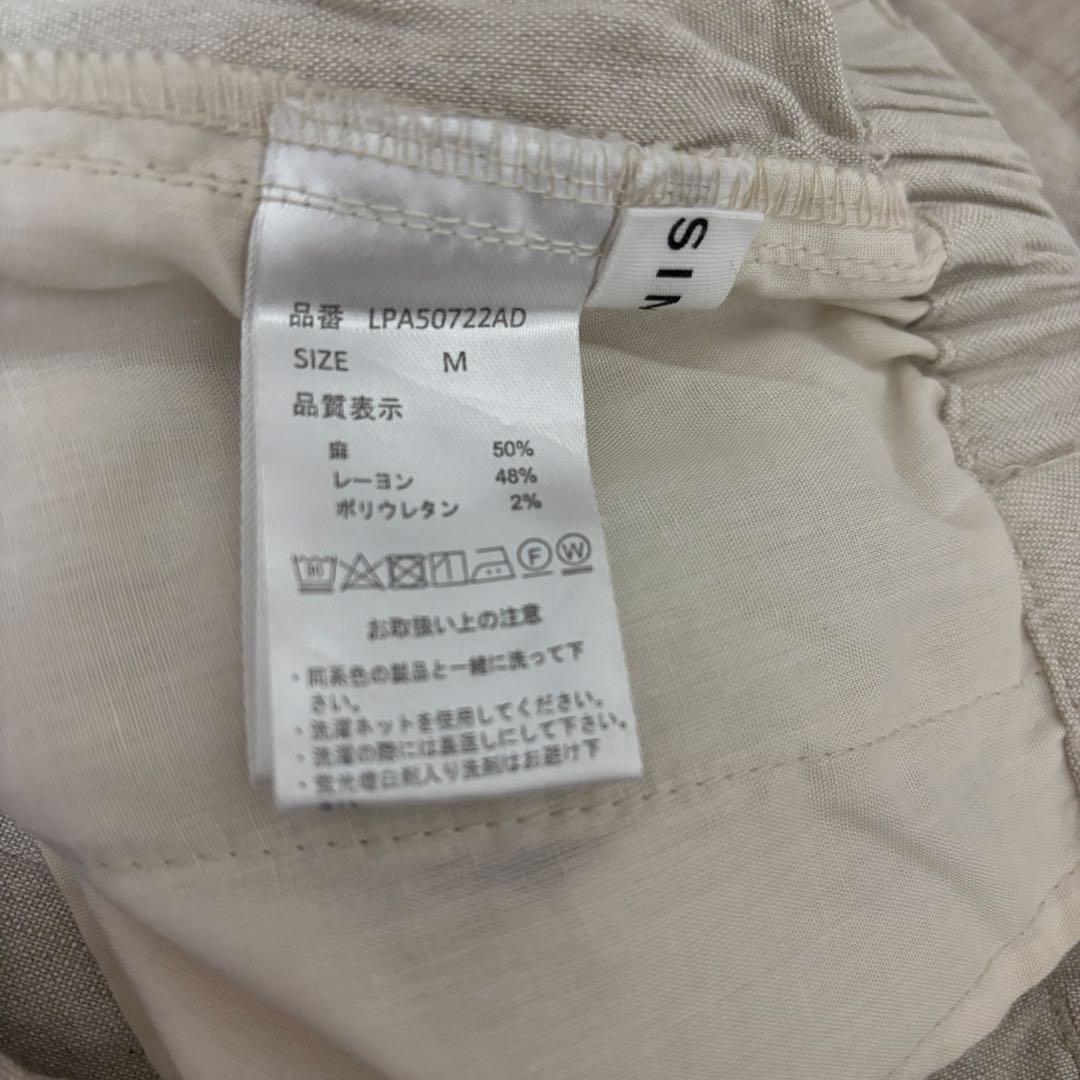 SIN
品番 LPA50722AD
SIZE M
品質表示
麻 50%
レーヨン 48%
ポリウレタン 2%
F W
お取扱い上の注意
・同系色の製品と一緒に洗って下
さい。
・洗濯ネットを使用してください。
・洗濯の際には裏返しにして下さい。
・蛍光増白剤入り洗剤はお避け下